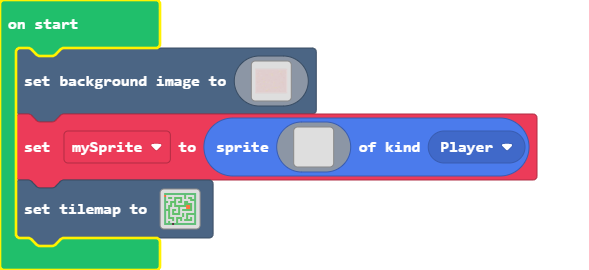 on start
set background image to
set mySprite to sprite of kind Player
set tilemap to